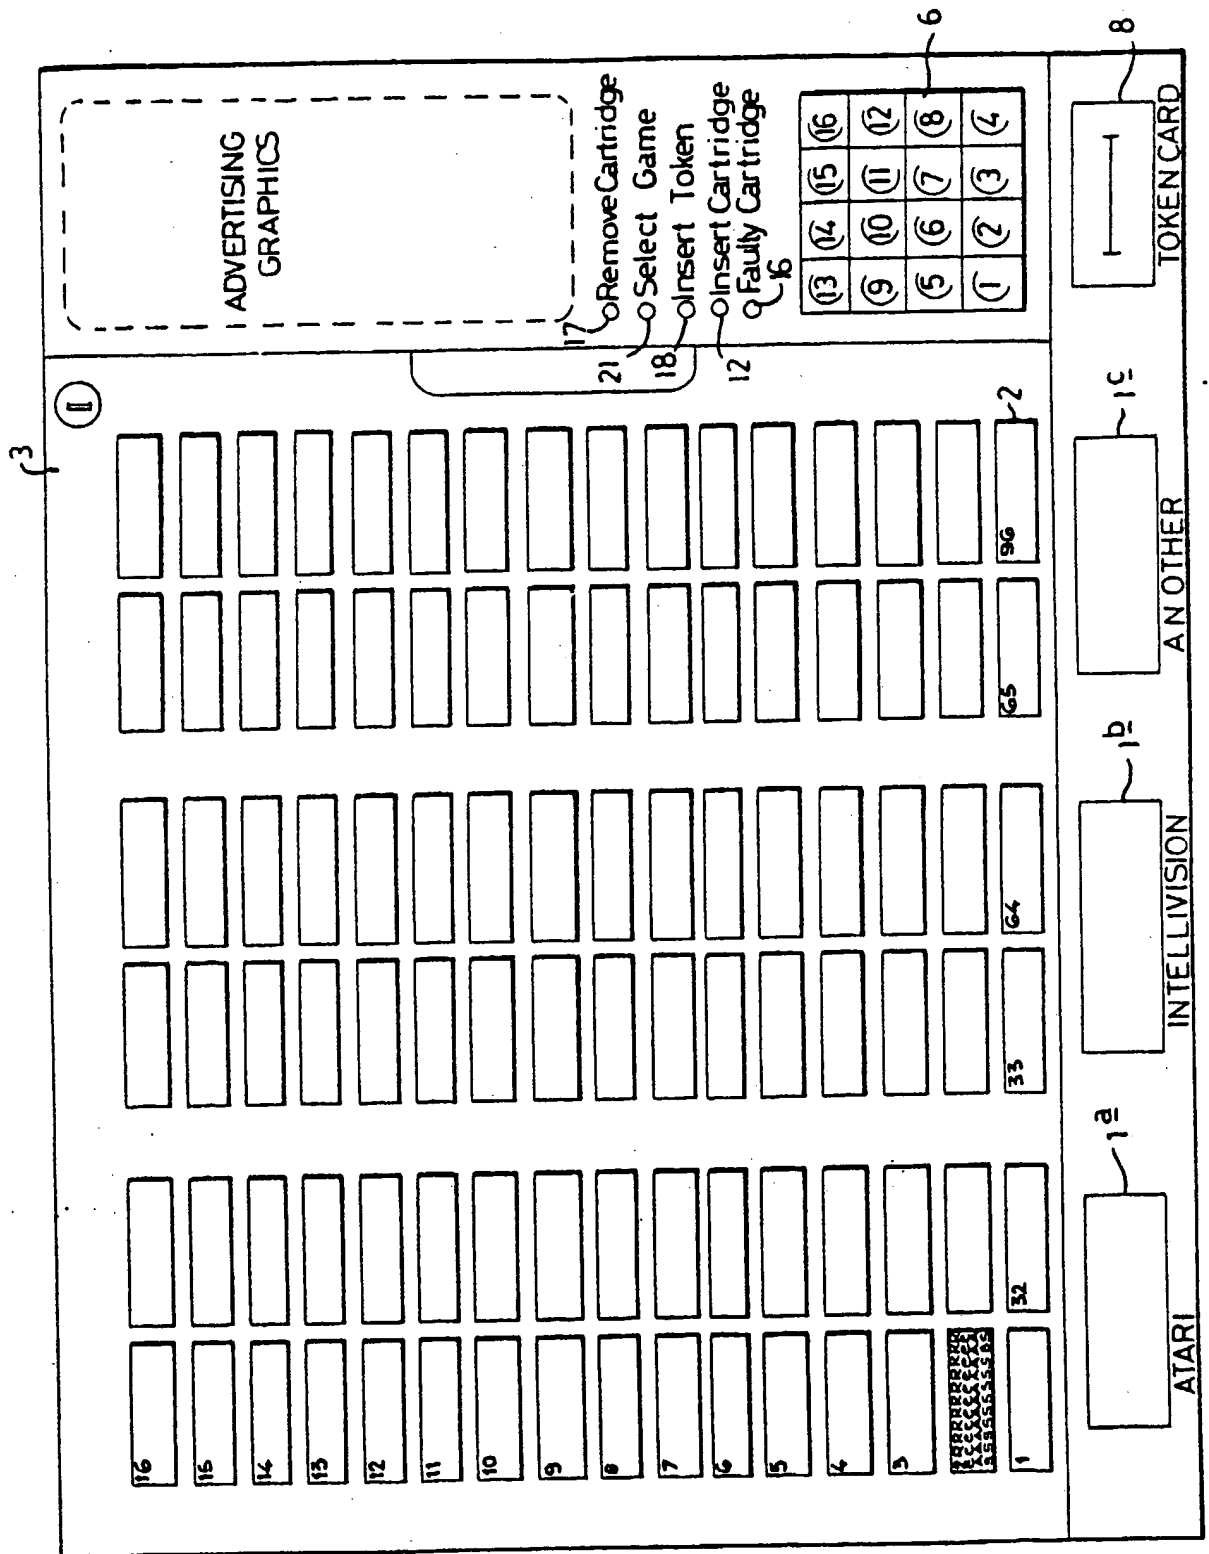 3
ADVERTISING
GRAPHICS
17
Remove Cartridge
21
Select Game
18
Insert Token
12
Insert Cartridge
16
Faulty Cartridge
13 14 15 16
9 10 11 12
5 6 7 8
1 2 3 4
6
16
15
14
13
12
11
10
9
8
7
6
5
4
3
1
32
33
64
65
96
2
1a
ATARI
1b
INTELLIVISION
1c
ANOTHER
8
TOKEN CARD